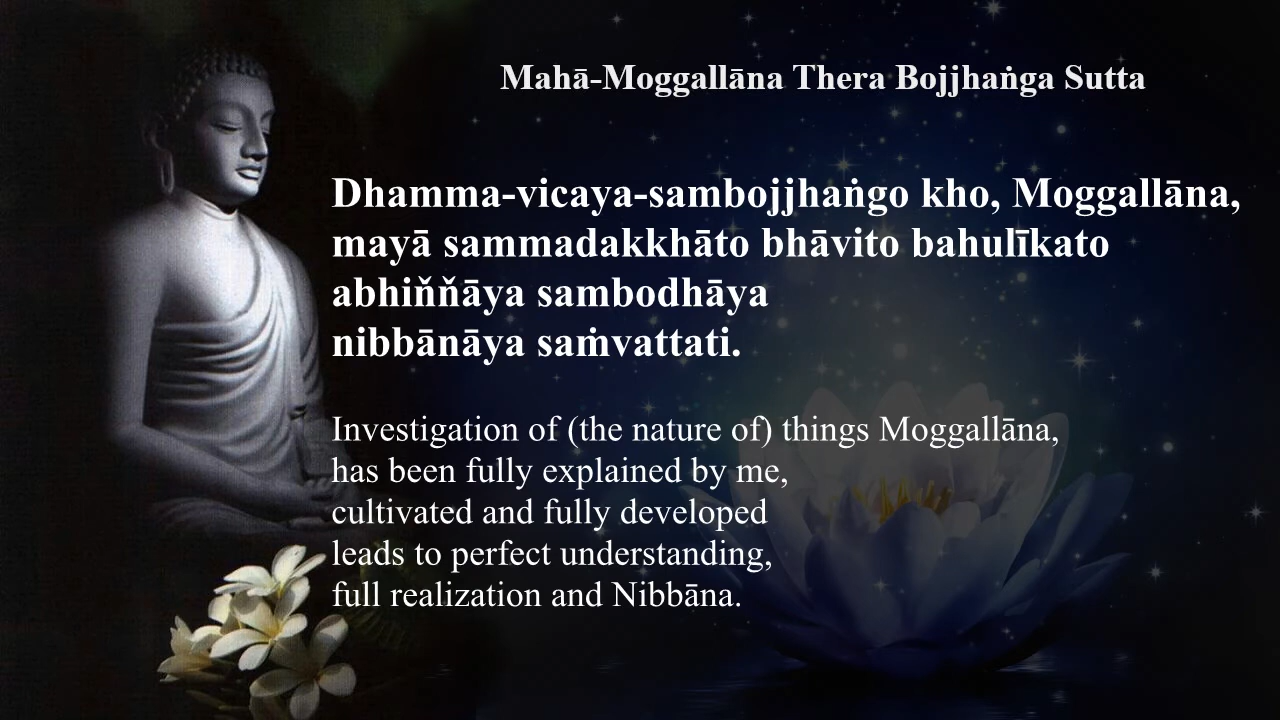 Mahā-Moggallāna Thera Bojjhaṅga Sutta
Dhamma-vicaya-sambojjhaṅgo kho, Moggallāna,
mayā sammadakkhāto bhāvito bahulīkato
abhiňňāya sambodhāya
nibbānāya saṁvattati.
Investigation of (the nature of) things Moggallāna,
has been fully explained by me,
cultivated and fully developed
leads to perfect understanding,
full realization and Nibbāna.